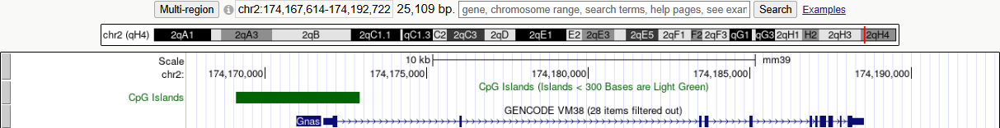 Multi-region chr2:174,167,614-174,192,722 25,109 bp. gene, chromosome range, search terms, help pages, see exam Search Examples
chr2 (qH4) 2qA1 2qA3 2qB 2qC1.1 qC1.3 C2 2qC3 2qD 2qE1 E2 2qE3 2qE5 2qF1 F2 2qF3 qG1 qG3 2qH1 H2 2qH3 2qH4
Scale 10 kb mm39
chr2: 174,170,000 174,175,000 174,180,000 174,185,000 174,190,000
CpG Islands (Islands < 300 Bases are Light Green)
CpG Islands
GENCODE VM38 (28 items filtered out)
Gnas